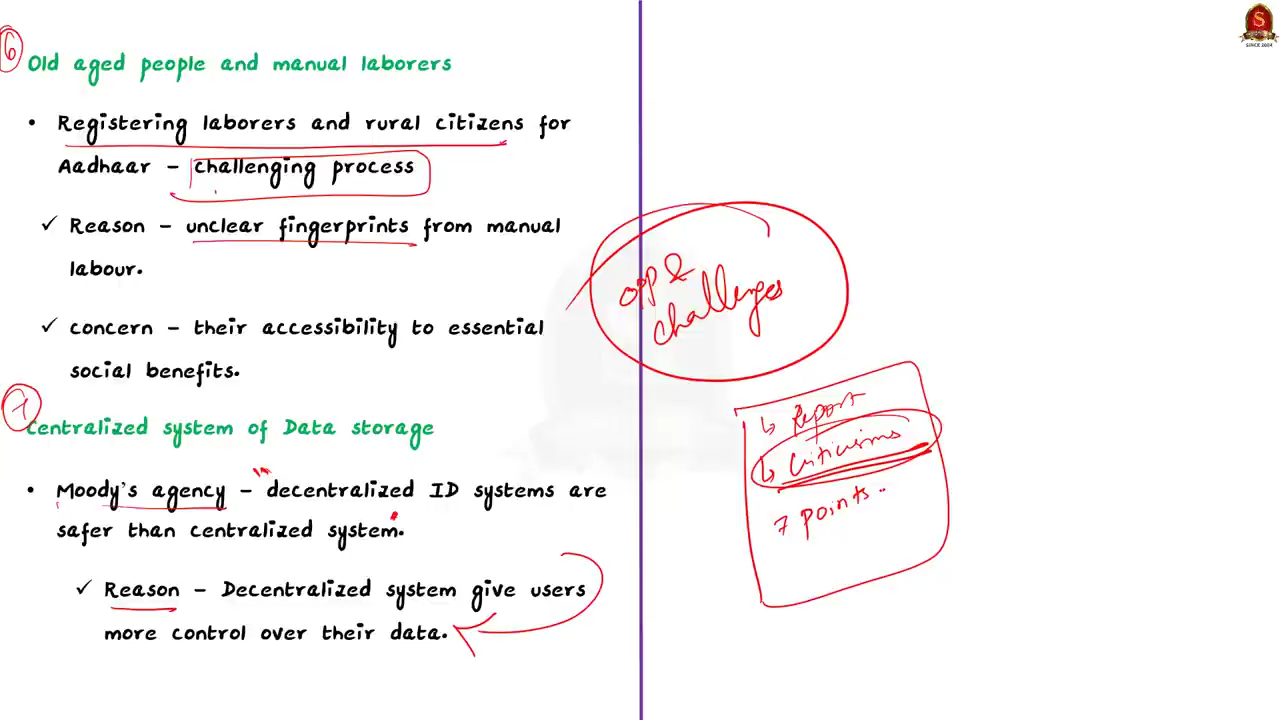 6
Old aged people and manual laborers
• Registering laborers and rural citizens for
Aadhaar – challenging process
✓ Reason – unclear fingerprints from manual
labour.
✓ concern – their accessibility to essential
social benefits.
7
Centralized system of Data storage
• Moody's agency – "decentralized ID systems are
safer than centralized system.
✓ Reason – Decentralized system give users
more control over their data.
opp &
challenges
↳ Report
↳ Criticisms
7 points.
S
SINCE 2004